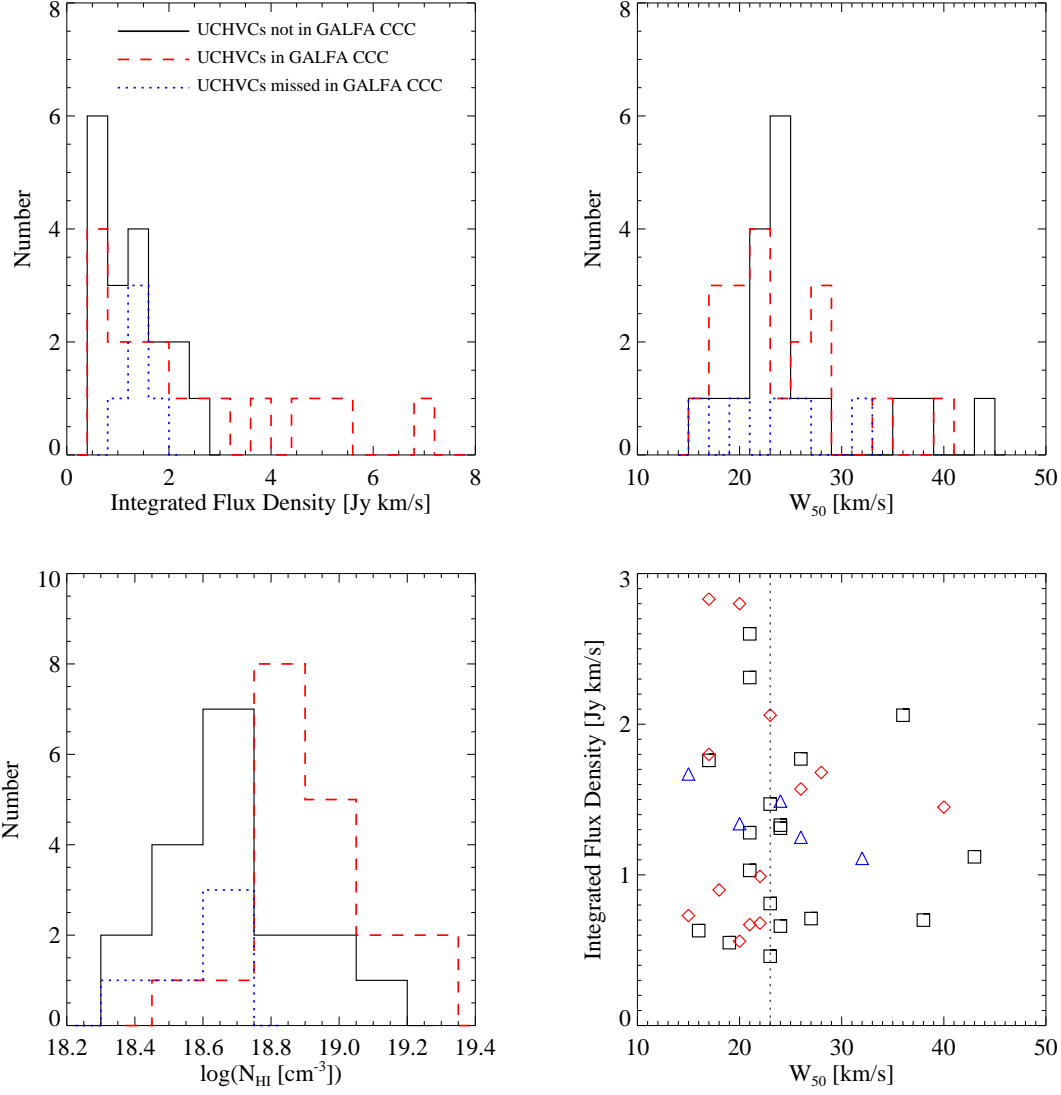 UCHVCs not in GALFA CCC
UCHVCs in GALFA CCC
UCHVCs missed in GALFA CCC
8
6
4
2
0
Number
0 2 4 6 8
Integrated Flux Density [Jy km/s]
8
6
4
2
0
Number
10 20 30 40 50
W50 [km/s]
10
8
6
4
2
0
Number
18.2 18.4 18.6 18.8 19.0 19.2 19.4
log(NHI [cm-3])
3
2
1
0
Integrated Flux Density [Jy km/s]
10 20 30 40 50
W50 [km/s]